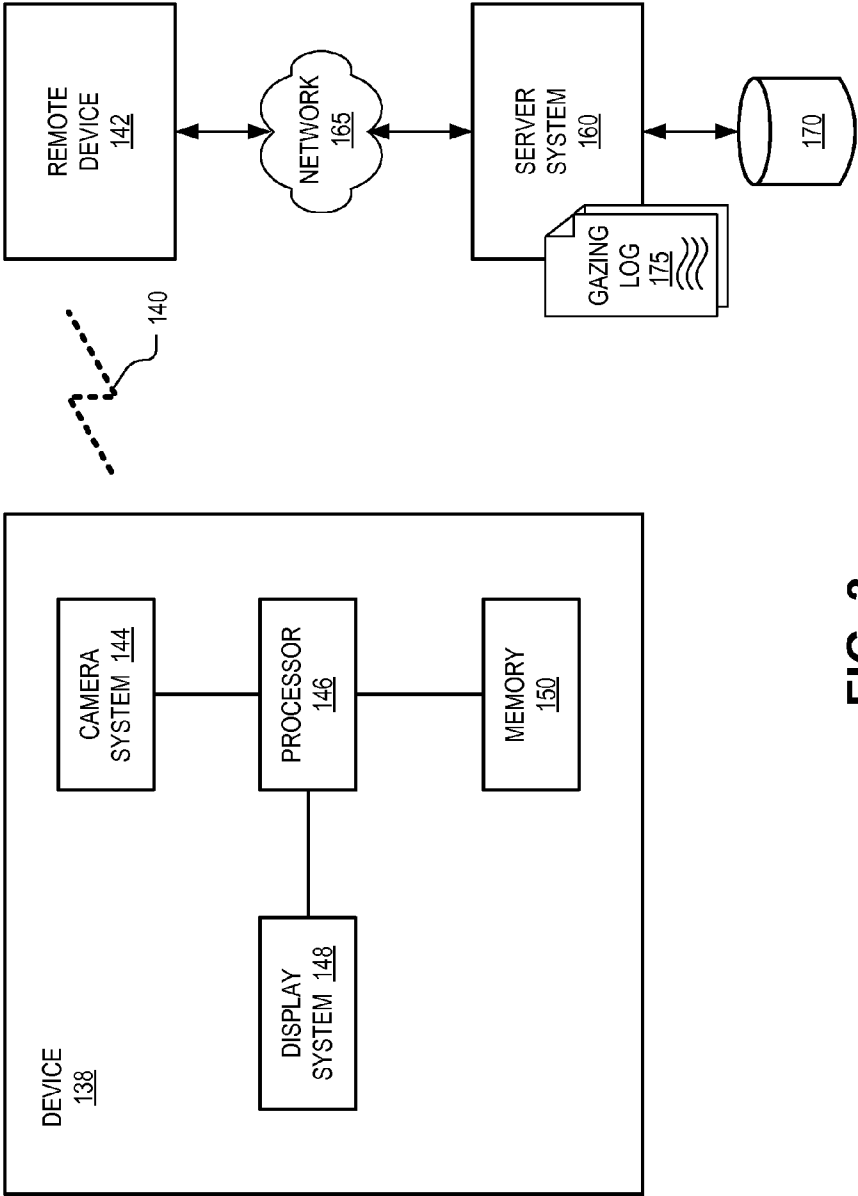 DEVICE
138
CAMERA
SYSTEM 144
DISPLAY
SYSTEM 148
PROCESSOR
146
MEMORY
150
140
REMOTE
DEVICE
142
NETWORK
165
SERVER
SYSTEM
160
GAZING
LOG
175
170
FIG